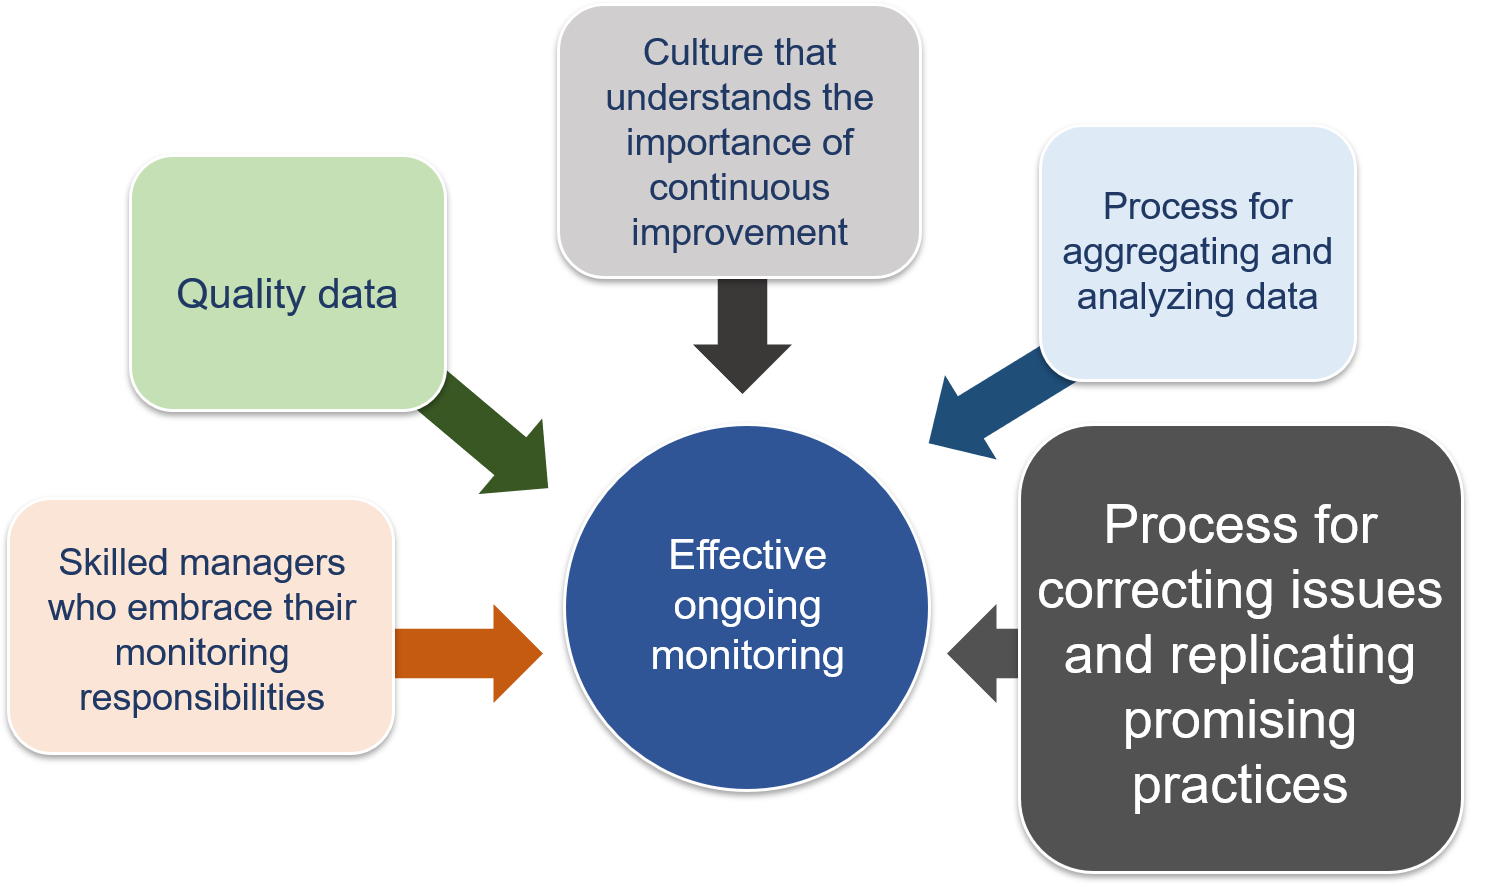 Culture that
understands the
importance of
continuous
improvement
Quality data
Process for
aggregating and
analyzing data
Skilled managers
who embrace their
monitoring
responsibilities
Effective
ongoing
monitoring
Process for
correcting issues
and replicating
promising
practices